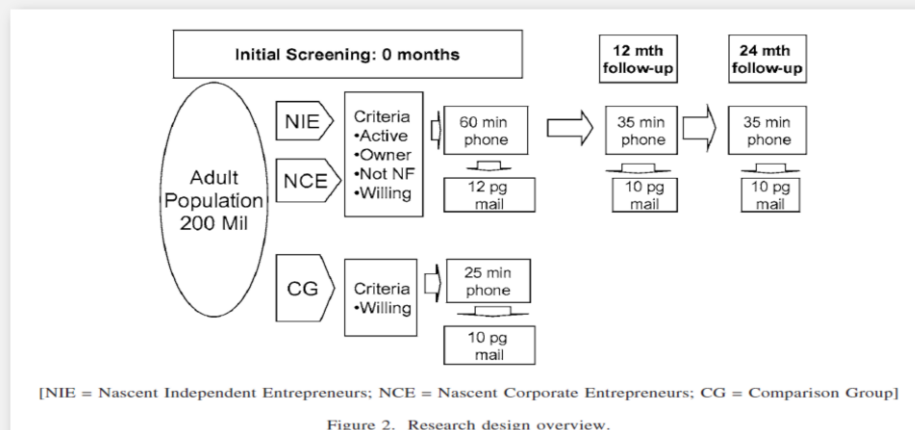 Initial Screening: 0 months
12 mth
follow-up
24 mth
follow-up
Adult
Population
200 Mil
NIE
NCE
Criteria
•Active
•Owner
•Not NF
•Willing
60 min
phone
12 pg
mail
35 min
phone
10 pg
mail
35 min
phone
10 pg
mail
CG
Criteria
•Willing
25 min
phone
10 pg
mail
[NIE = Nascent Independent Entrepreneurs; NCE = Nascent Corporate Entrepreneurs; CG = Comparison Group]
Figure 2. Research design overview.